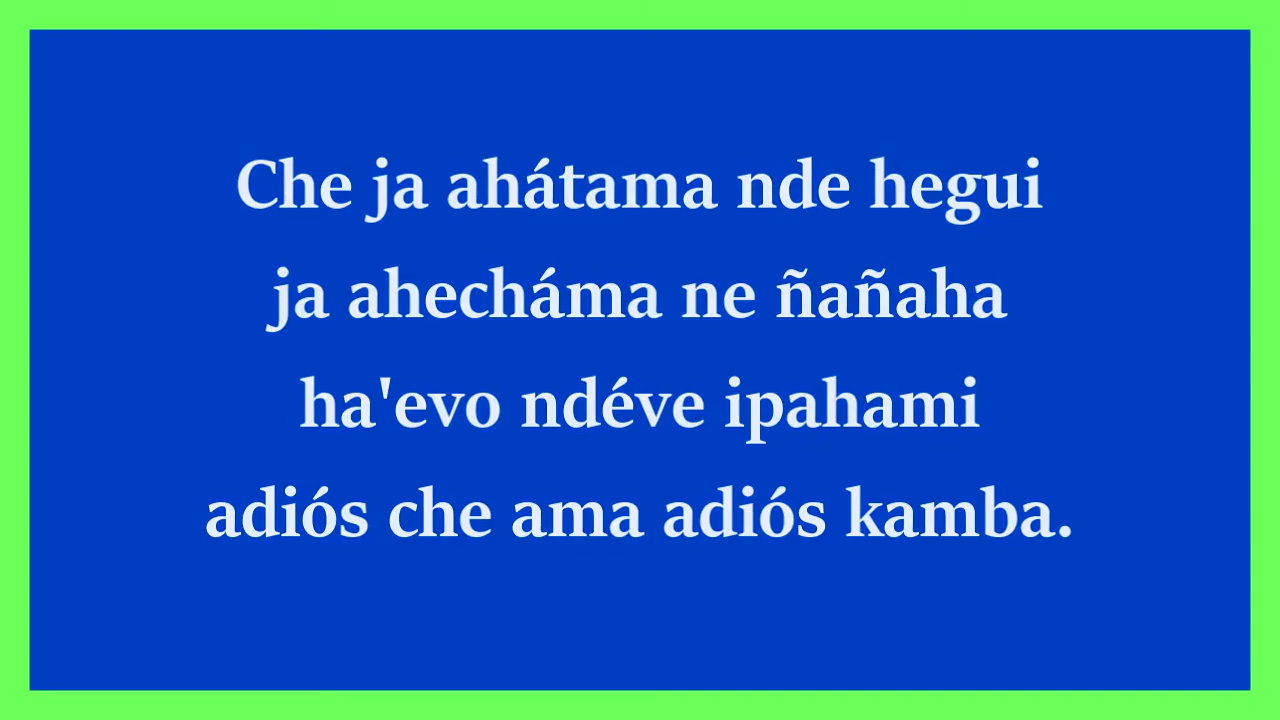 Che ja ahátama nde hegui
ja ahecháma ne ñañaha
ha'evo ndéve ipahami
adiós che ama adiós kamba.